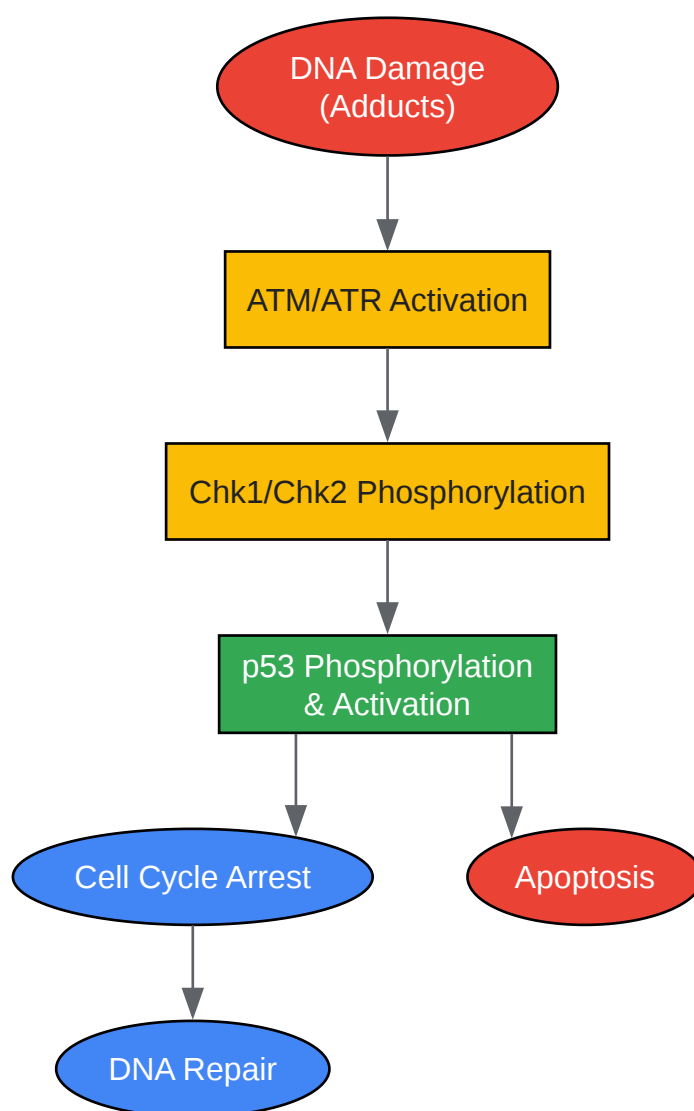 DNA Damage
(Adducts)
ATM/ATR Activation
Chk1/Chk2 Phosphorylation
p53 Phosphorylation
& Activation
Cell Cycle Arrest
Apoptosis
DNA Repair